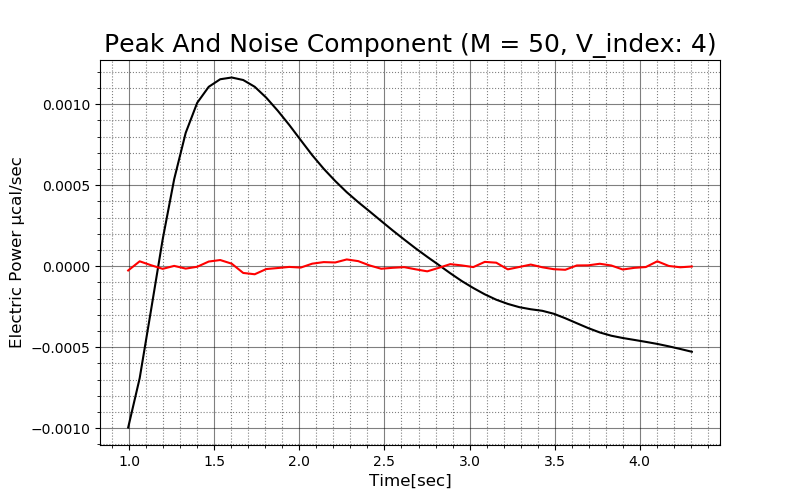 Peak And Noise Component (M = 50, V_index: 4)
Electric Power μcal/sec
0.0010
0.0005
0.0000
−0.0005
−0.0010
1.0 1.5 2.0 2.5 3.0 3.5 4.0
Time[sec]